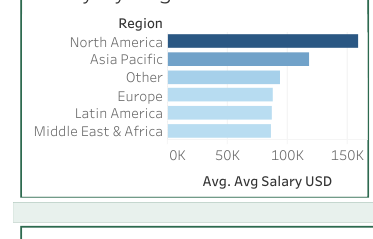 Region
North America
Asia Pacific
Other
Europe
Latin America
Middle East & Africa
0K 50K 100K 150K
Avg. Avg Salary USD